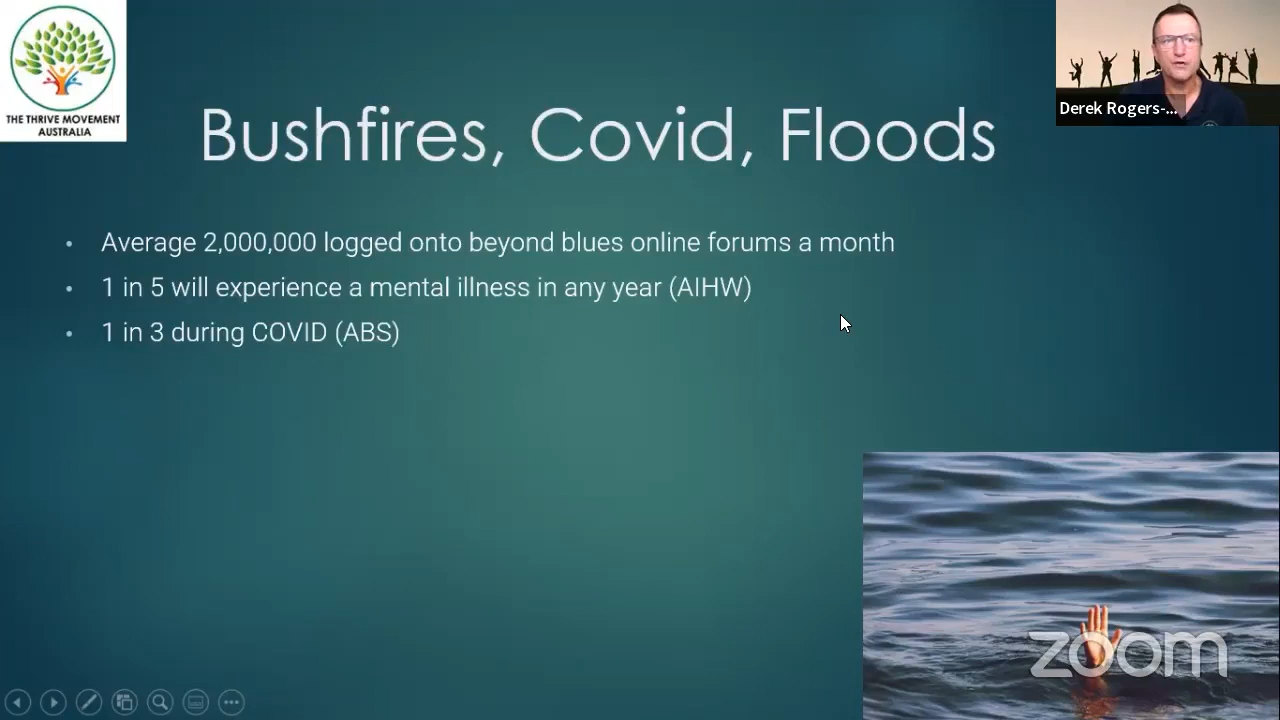 THE THRIVE MOVEMENT
AUSTRALIA
Derek Rogers-...
Bushfires, Covid, Floods
• Average 2,000,000 logged onto beyond blues online forums a month
• 1 in 5 will experience a mental illness in any year (AIHW)
• 1 in 3 during COVID (ABS)
zoom